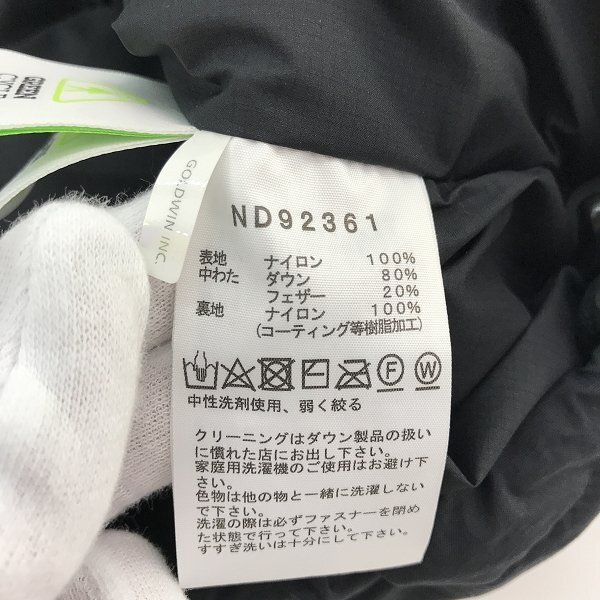 GREEN
CYCLE
GOLDWIN INC.
ND92361
表地 ナイロン 100%
中わた ダウン 80%
フェザー 20%
裏地 ナイロン 100%
(コーティング等樹脂加工)
F W
中性洗剤使用、弱く絞る
クリーニングはダウン製品の扱い
に慣れた店にお出し下さい。
家庭用洗濯機のご使用はお避け下
さい。
色物は他の物と一緒に洗濯しない
で下さい。
洗濯の際は必ずファスナーを閉め
た状態で行って下さい。
すすぎ洗いは十分にして下さい。